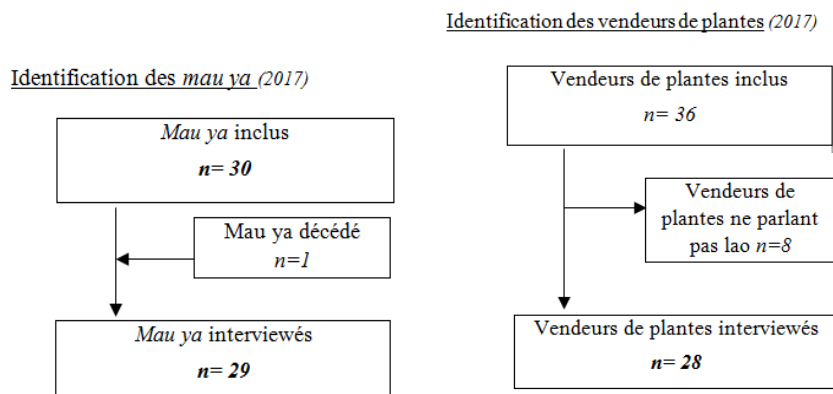 Identification des mau ya (2017)
Mau ya inclus
n= 30
Mau ya décédé
n=1
Mau ya interviewés
n= 29
Identification des vendeurs de plantes (2017)
Vendeurs de plantes inclus
n= 36
Vendeurs de
plantes ne parlant
pas lao n=8
Vendeurs de plantes interviewés
n= 28